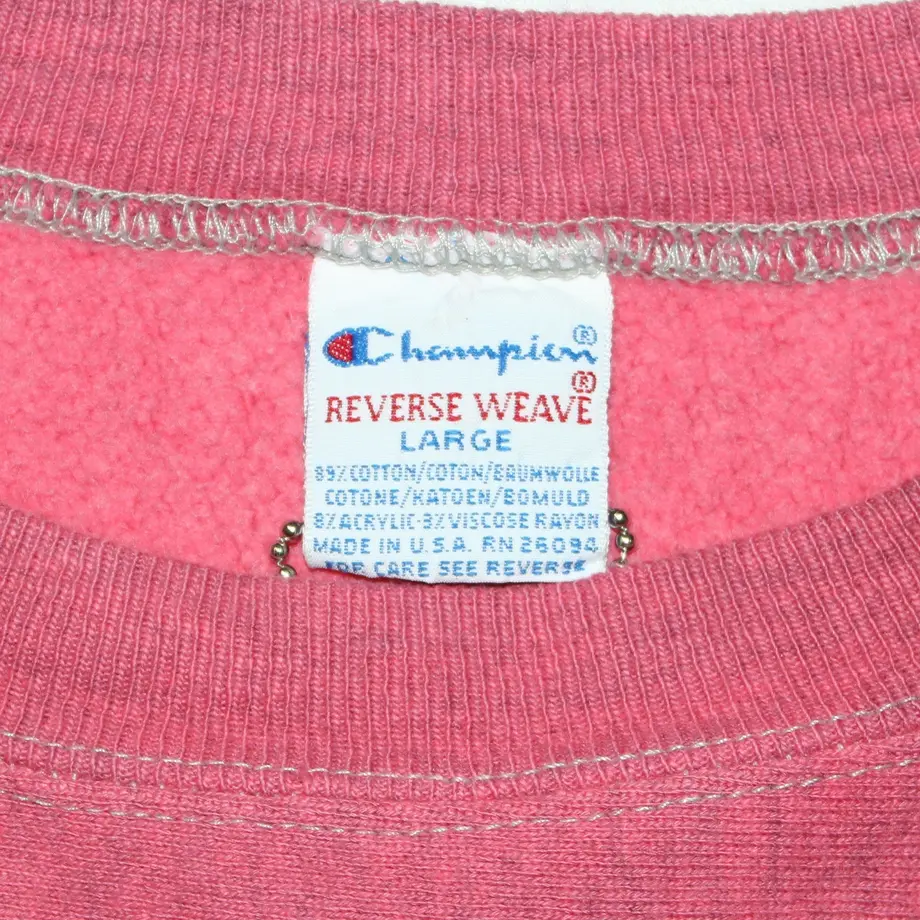 Champion®
REVERSE WEAVE®
LARGE
89% COTTON/COTON/BAUMWOLLE
COTONE/KATOEN/BOMULD
8% ACRYLIC-3% VISCOSE RAYON
MADE IN U.S.A. RN 26094
FOR CARE SEE REVERSE